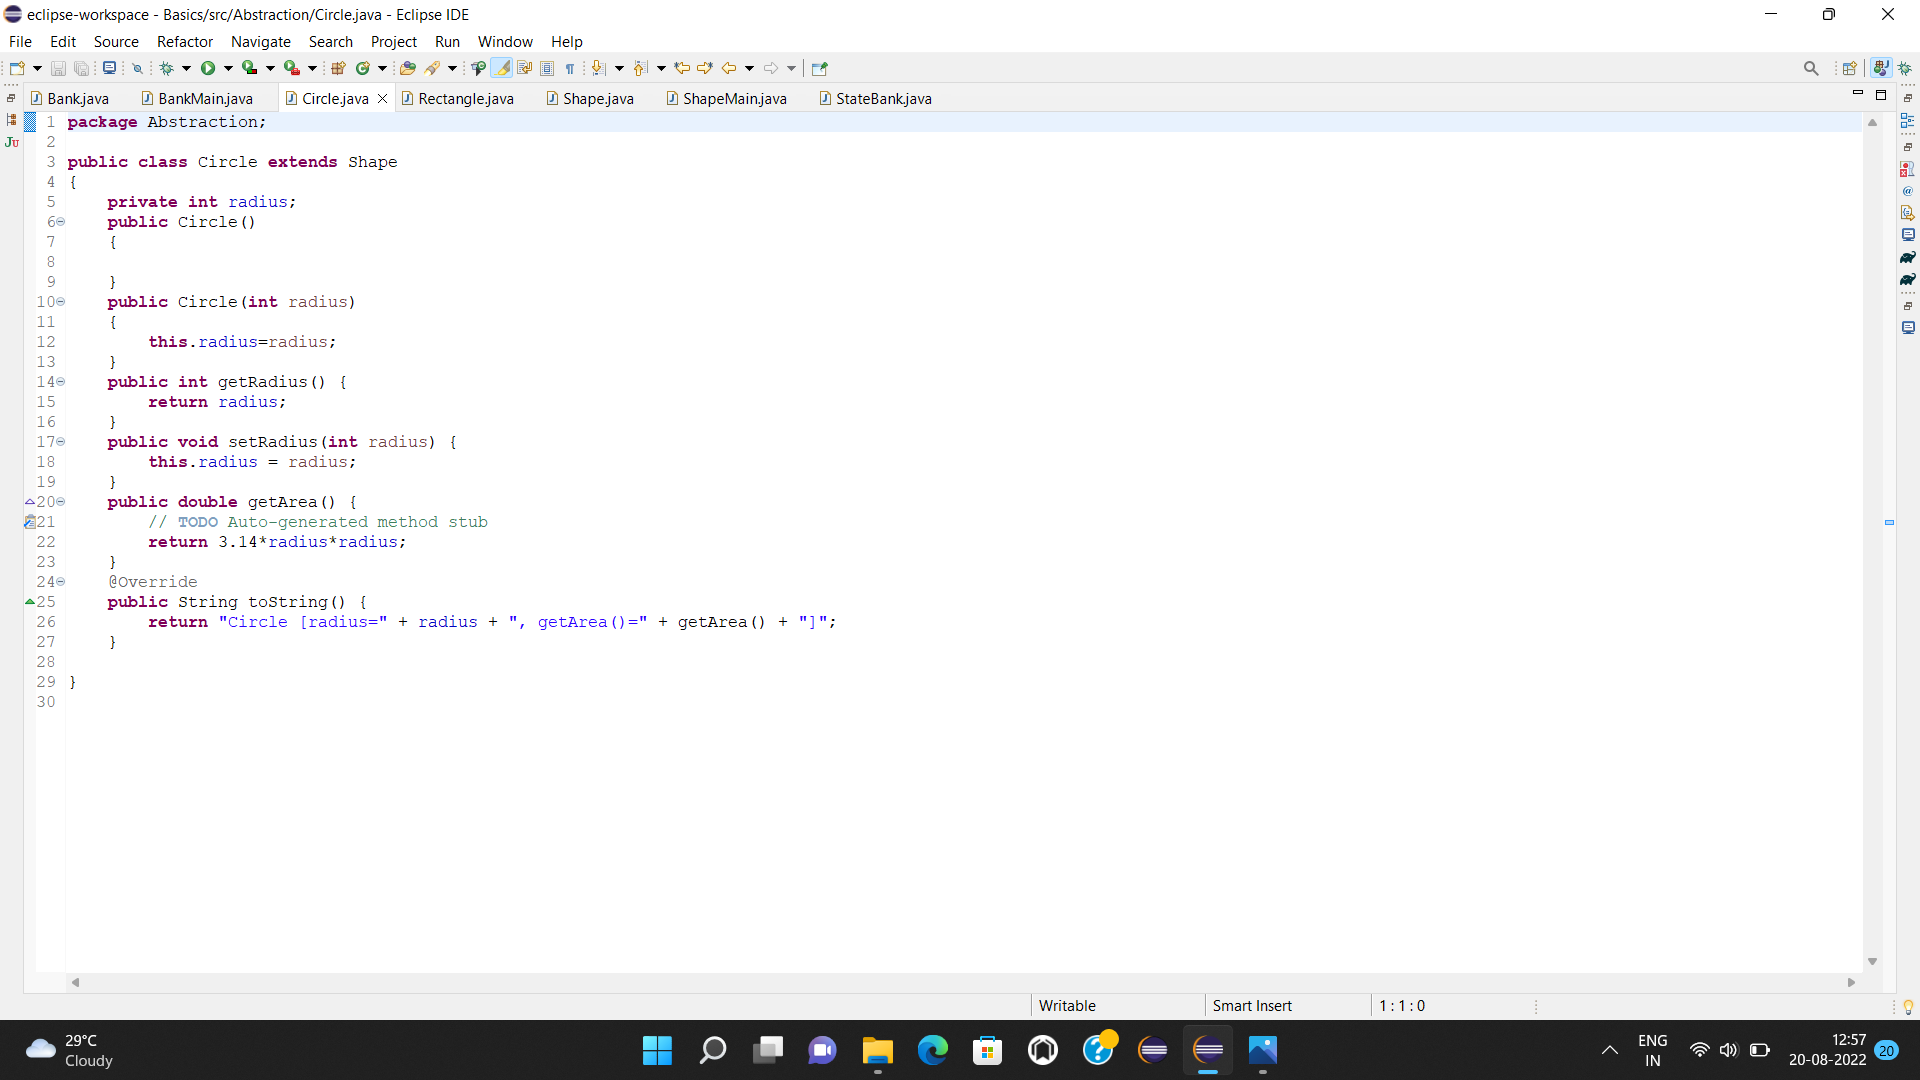 eclipse-workspace - Basics/src/Abstraction/Circle.java - Eclipse IDE
File Edit Source Refactor Navigate Search Project Run Window Help
Bank.java BankMain.java Circle.java Rectangle.java Shape.java ShapeMain.java StateBank.java
1 package Abstraction;
2
3 public class Circle extends Shape
4 {
5     private int radius;
6     public Circle()
7     {
8
9     }
10     public Circle(int radius)
11     {
12         this.radius=radius;
13     }
14     public int getRadius() {
15         return radius;
16     }
17     public void setRadius(int radius) {
18         this.radius = radius;
19     }
20     public double getArea() {
21         // TODO Auto-generated method stub
22         return 3.14*radius*radius;
23     }
24     @Override
25     public String toString() {
26         return "Circle [radius=" + radius + ", getArea()=" + getArea() + "]";
27     }
28
29 }
30
Writable Smart Insert 1 : 1 : 0
29°C
Cloudy
ENG
IN
12:57
20-08-2022
20